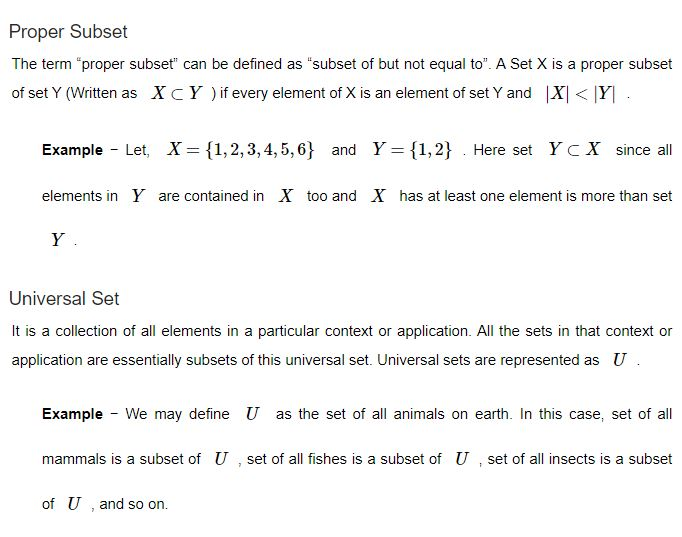 Proper Subset
The term “proper subset” can be defined as “subset of but not equal to”. A Set X is a proper subset
of set Y (Written as X ⊂ Y ) if every element of X is an element of set Y and |X| < |Y| .
Example − Let, X = {1, 2, 3, 4, 5, 6} and Y = {1, 2} . Here set Y ⊂ X since all
elements in Y are contained in X too and X has at least one element is more than set
Y .
Universal Set
It is a collection of all elements in a particular context or application. All the sets in that context or
application are essentially subsets of this universal set. Universal sets are represented as U .
Example − We may define U as the set of all animals on earth. In this case, set of all
mammals is a subset of U , set of all fishes is a subset of U , set of all insects is a subset
of U , and so on.